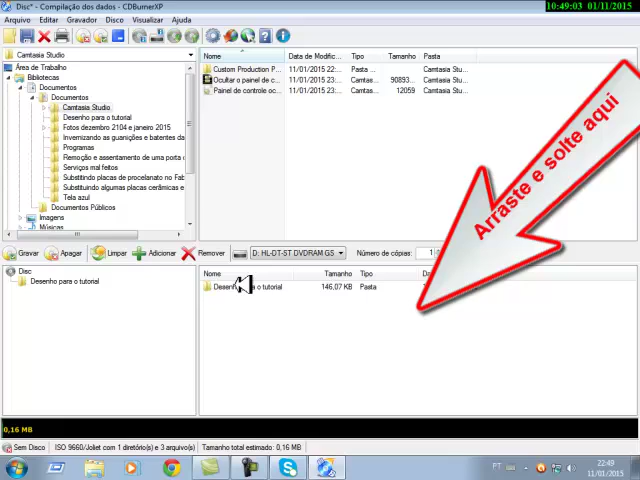 Disc* - Compilação dos dados - CDBurnerXP
10:49:03 01/11/2015
Arquivo Editar Gravador Disco Visualizar Ajuda
Camtasia Studio
Área de Trabalho
Bibliotecas
Documentos
Documentos
Camtasia Studio
Desenho para o tutorial
Fotos dezembro 2104 e janeiro 2015
Invernizando as guanições e batentes da
Programas
Remoção e assentamento de uma porta c
Serviços mal feitos
Substitindo placas de procelanato no Fab
Substituindo algumas placas cerâmicas e
Tela azul
Documentos Públicos
Imagens
Músicas
Nome Data de Modific... Tipo Tamanho Pasta
Custom Production P... 11/01/2015 22:... Pasta ... Camtasia Stu...
Ocultar o painel de c... 11/01/2015 23:... Camtas... 90893... Camtasia Stu...
Painel de controle oc... 11/01/2015 23:... Camtas... 12059 Camtasia Stu...
Arraste e solte aqui
Gravar Apagar Limpar Adicionar Remover D: HL-DT-ST DVDRAM GS Número de cópias: 1
Disc
Desenho para o tutorial
Nome Tamanho Tipo
Desenho para o tutorial 146,07 KB Pasta
0,16 MB
Sem Disco ISO 9660/Joliet com 1 diretório(s) e 3 arquivo(s) Tamanho total estimado: 0,16 MB
PT
22:49
11/01/2015